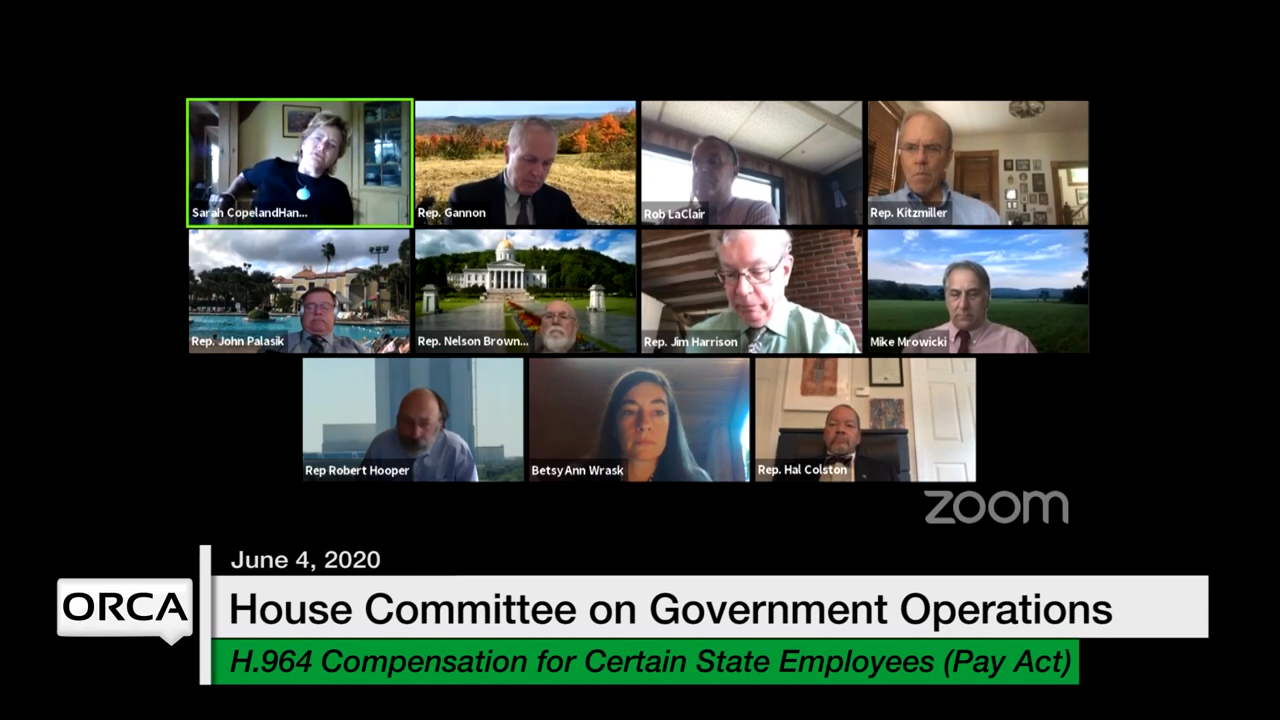 Sarah CopelandHan...
Rep. Gannon
Rob LaClair
Rep. Kitzmiller
Rep. John Palasik
Rep. Nelson Brown...
Rep. Jim Harrison
Mike Mrowicki
Rep Robert Hooper
Betsy Ann Wrask
Rep. Hal Colston
zoom
June 4, 2020
ORCA
House Committee on Government Operations
H.964 Compensation for Certain State Employees (Pay Act)